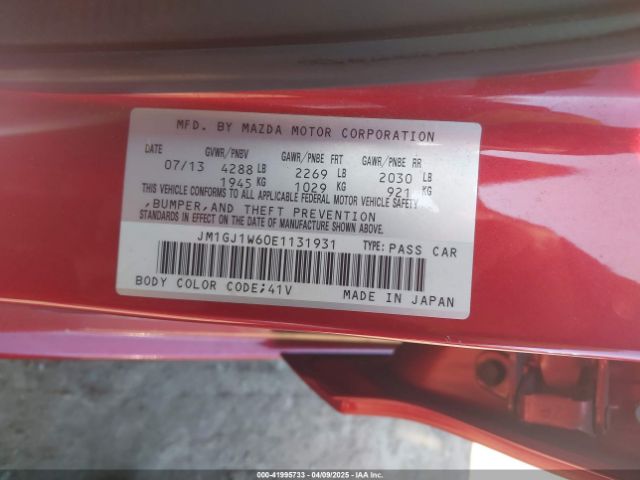 MFD. BY MAZDA MOTOR CORPORATION
DATE GVWR/PNBV GAWR/PNBE FRT GAWR/PNBE RR
07/13 4288 LB 2269 LB 2030 LB
1945 KG 1029 KG 921 KG
THIS VEHICLE CONFORMS TO ALL APPLICABLE FEDERAL MOTOR VEHICLE SAFETY
,BUMPER,AND THEFT PREVENTION
STANDARDS IN EFFECT ON THE DATE OF MANUFACTURE SHOWN ABOVE.
JM1GJ1W60E1131931 TYPE: PASS CAR
BODY COLOR CODE;41V MADE IN JAPAN
00-41995733 - 04/09/2025 - IAA Inc.